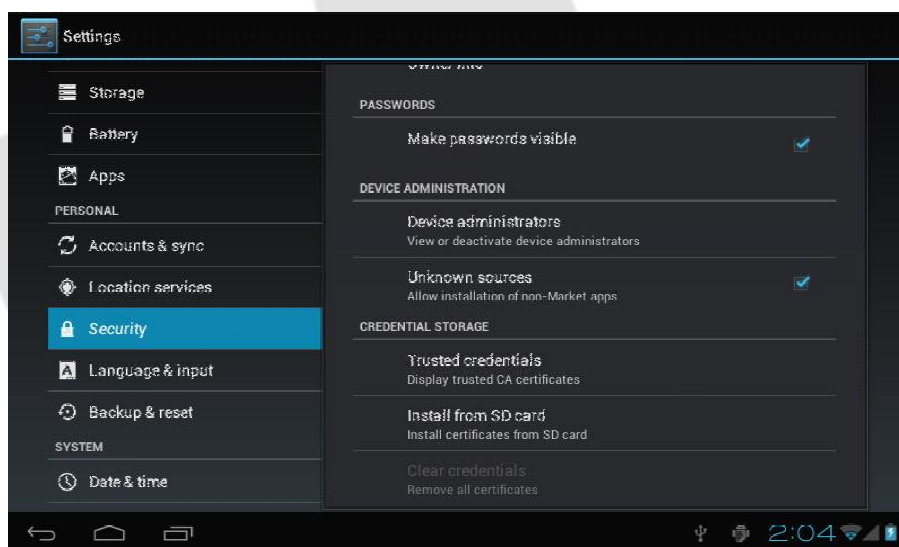 Settings
Storage
Battery
Apps
PERSONAL
Accounts & sync
Location services
Security
Language & input
Backup & reset
SYSTEM
Date & time
PASSWORDS
Make passwords visible
DEVICE ADMINISTRATION
Device administrators
View or deactivate device administrators
Unknown sources
Allow installation of non-Market apps
CREDENTIAL STORAGE
Trusted credentials
Display trusted CA certificates
Install from SD card
Install certificates from SD card
Clear credentials
Remove all certificates
2:04